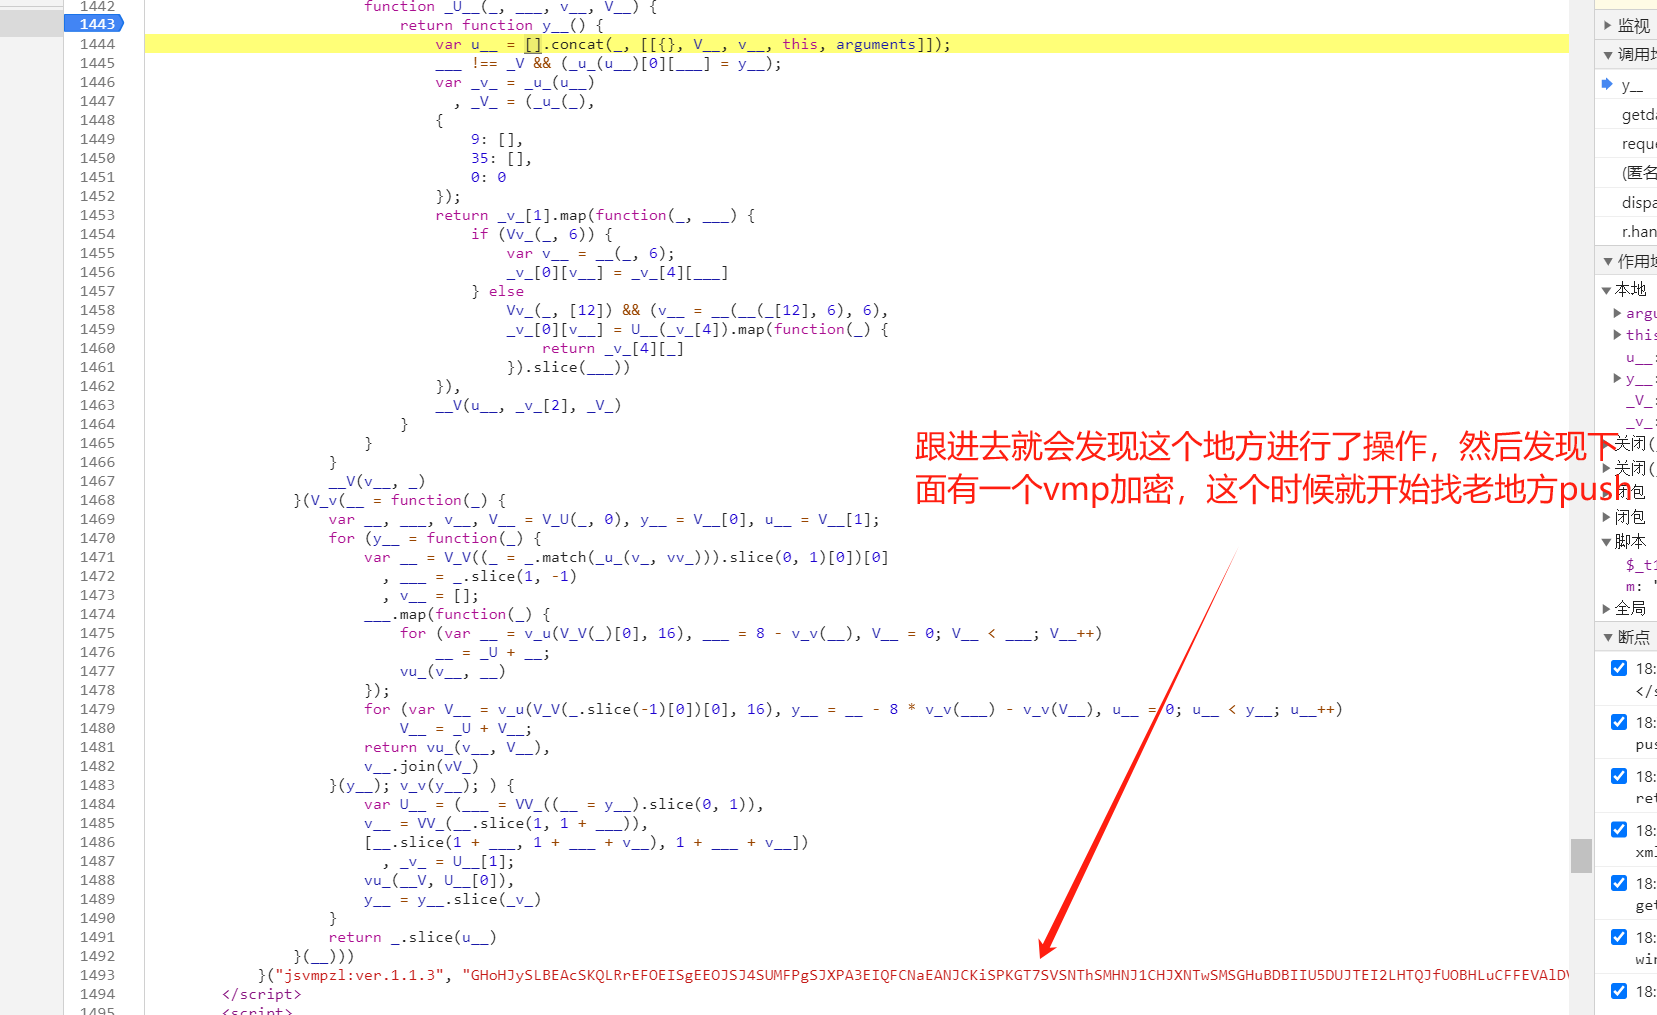 1442 function _U__(_, ___, v__, V__) {
1443 return function y__() {
1444 var u__ = [].concat(_, [[{}, V__, v__, this, arguments]]);
1445 ___ !== _V && (_u_(u__)[0][___] = y__);
1446 var _v_ = _u_(u__)
1447 , _V_ = (_u_(_),
1448 {
1449 9: [],
1450 35: [],
1451 0: 0
1452 });
1453 return _v_[1].map(function(_, ___) {
1454 if (Vv_(_, 6)) {
1455 var v__ = __(_, 6);
1456 _v_[0][v__] = _v_[4][___]
1457 } else
1458 Vv_(_, [12]) && (v__ = __(__(_[12], 6), 6),
1459 _v_[0][v__] = U__(_v_[4]).map(function(_) {
1460 return _v_[4][_]
1461 }).slice(___))
1462 }),
1463 __V(u__, _v_[2], _V_)
1464 }
1465 }
1466 }
1467 __V(v__, _)
1468 }(V_v(__ = function(_) {
1469 var __, ___, v__, V__ = V_U(_, 0), y__ = V__[0], u__ = V__[1];
1470 for (y__ = function(_) {
1471 var __ = V_V((_ = _.match(_u_(v_, vv_))).slice(0, 1)[0])[0]
1472 , ___ = _.slice(1, -1)
1473 , v__ = [];
1474 ___.map(function(_) {
1475 for (var __ = v_u(V_V(_)[0], 16), ___ = 8 - v_v(__), V__ = 0; V__ < ___; V__++)
1476 __ = _U + __;
1477 vu_(v__, __)
1478 });
1479 for (var V__ = v_u(V_V(_.slice(-1)[0])[0], 16), y__ = __ - 8 * v_v(___) - v_v(V__), u__ = 0; u__ < y__; u__++)
1480 V__ = _U + V__;
1481 return vu_(v__, V__),
1482 v__.join(vV_)
1483 }(y__); v_v(y__); ) {
1484 var U__ = (___ = VV_((__ = y__).slice(0, 1)),
1485 v__ = VV_(__.slice(1, 1 + ___)),
1486 [__.slice(1 + ___, 1 + ___ + v__), 1 + ___ + v__])
1487 , _v_ = U__[1];
1488 vu_(__V, U__[0]),
1489 y__ = y__.slice(_v_)
1490 }
1491 return _.slice(u__)
1492 }(__)))
1493 }("jsvmpzl:ver.1.1.3", "GHoHJySLBEAcSKQLRrEFOEISgEEOJSJ4SUMFPgSJXPA3EIQFCNaEANJCKiSPKGT7SVSNThSMHNJ1CHJXNTwSMSGHuBDBIIU5DUJTEI2LHTQJfUOBHLuCFFEVAlDV
1494 </script>
1495 <script>
跟进去就会发现这个地方进行了操作，然后发现下
面有一个vmp加密，这个时候就开始找老地方push
监视
调用堆
y__
getda
reque
(匿名
dispa
r.han
作用域
本地
argu
this
u__:
y__:
_V_:
_v_:
关闭(
关闭(
闭包
闭包
脚本
$_t1
m: "
全局
断点
18:
</s
18:
pus
18:
ret
18:
xml
18:
get
18:
win
18: